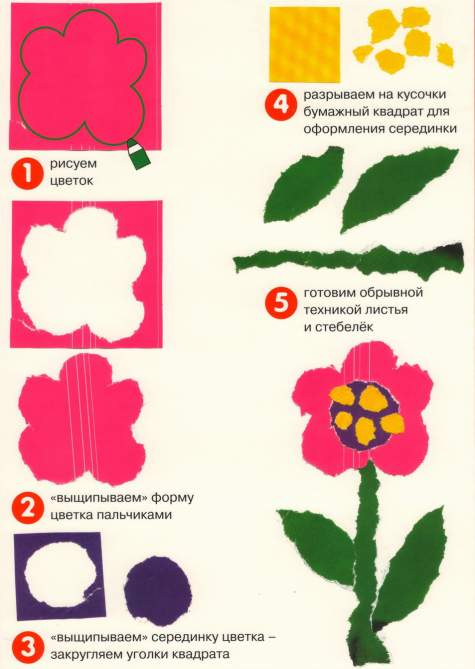 1 рисуем
цветок
2 «выщипываем» форму
цветка пальчиками
3 «выщипываем» серединку цветка –
закругляем уголки квадрата
4 разрываем на кусочки
бумажный квадрат для
оформления серединки
5 готовим обрывной
техникой листья
и стебелёк